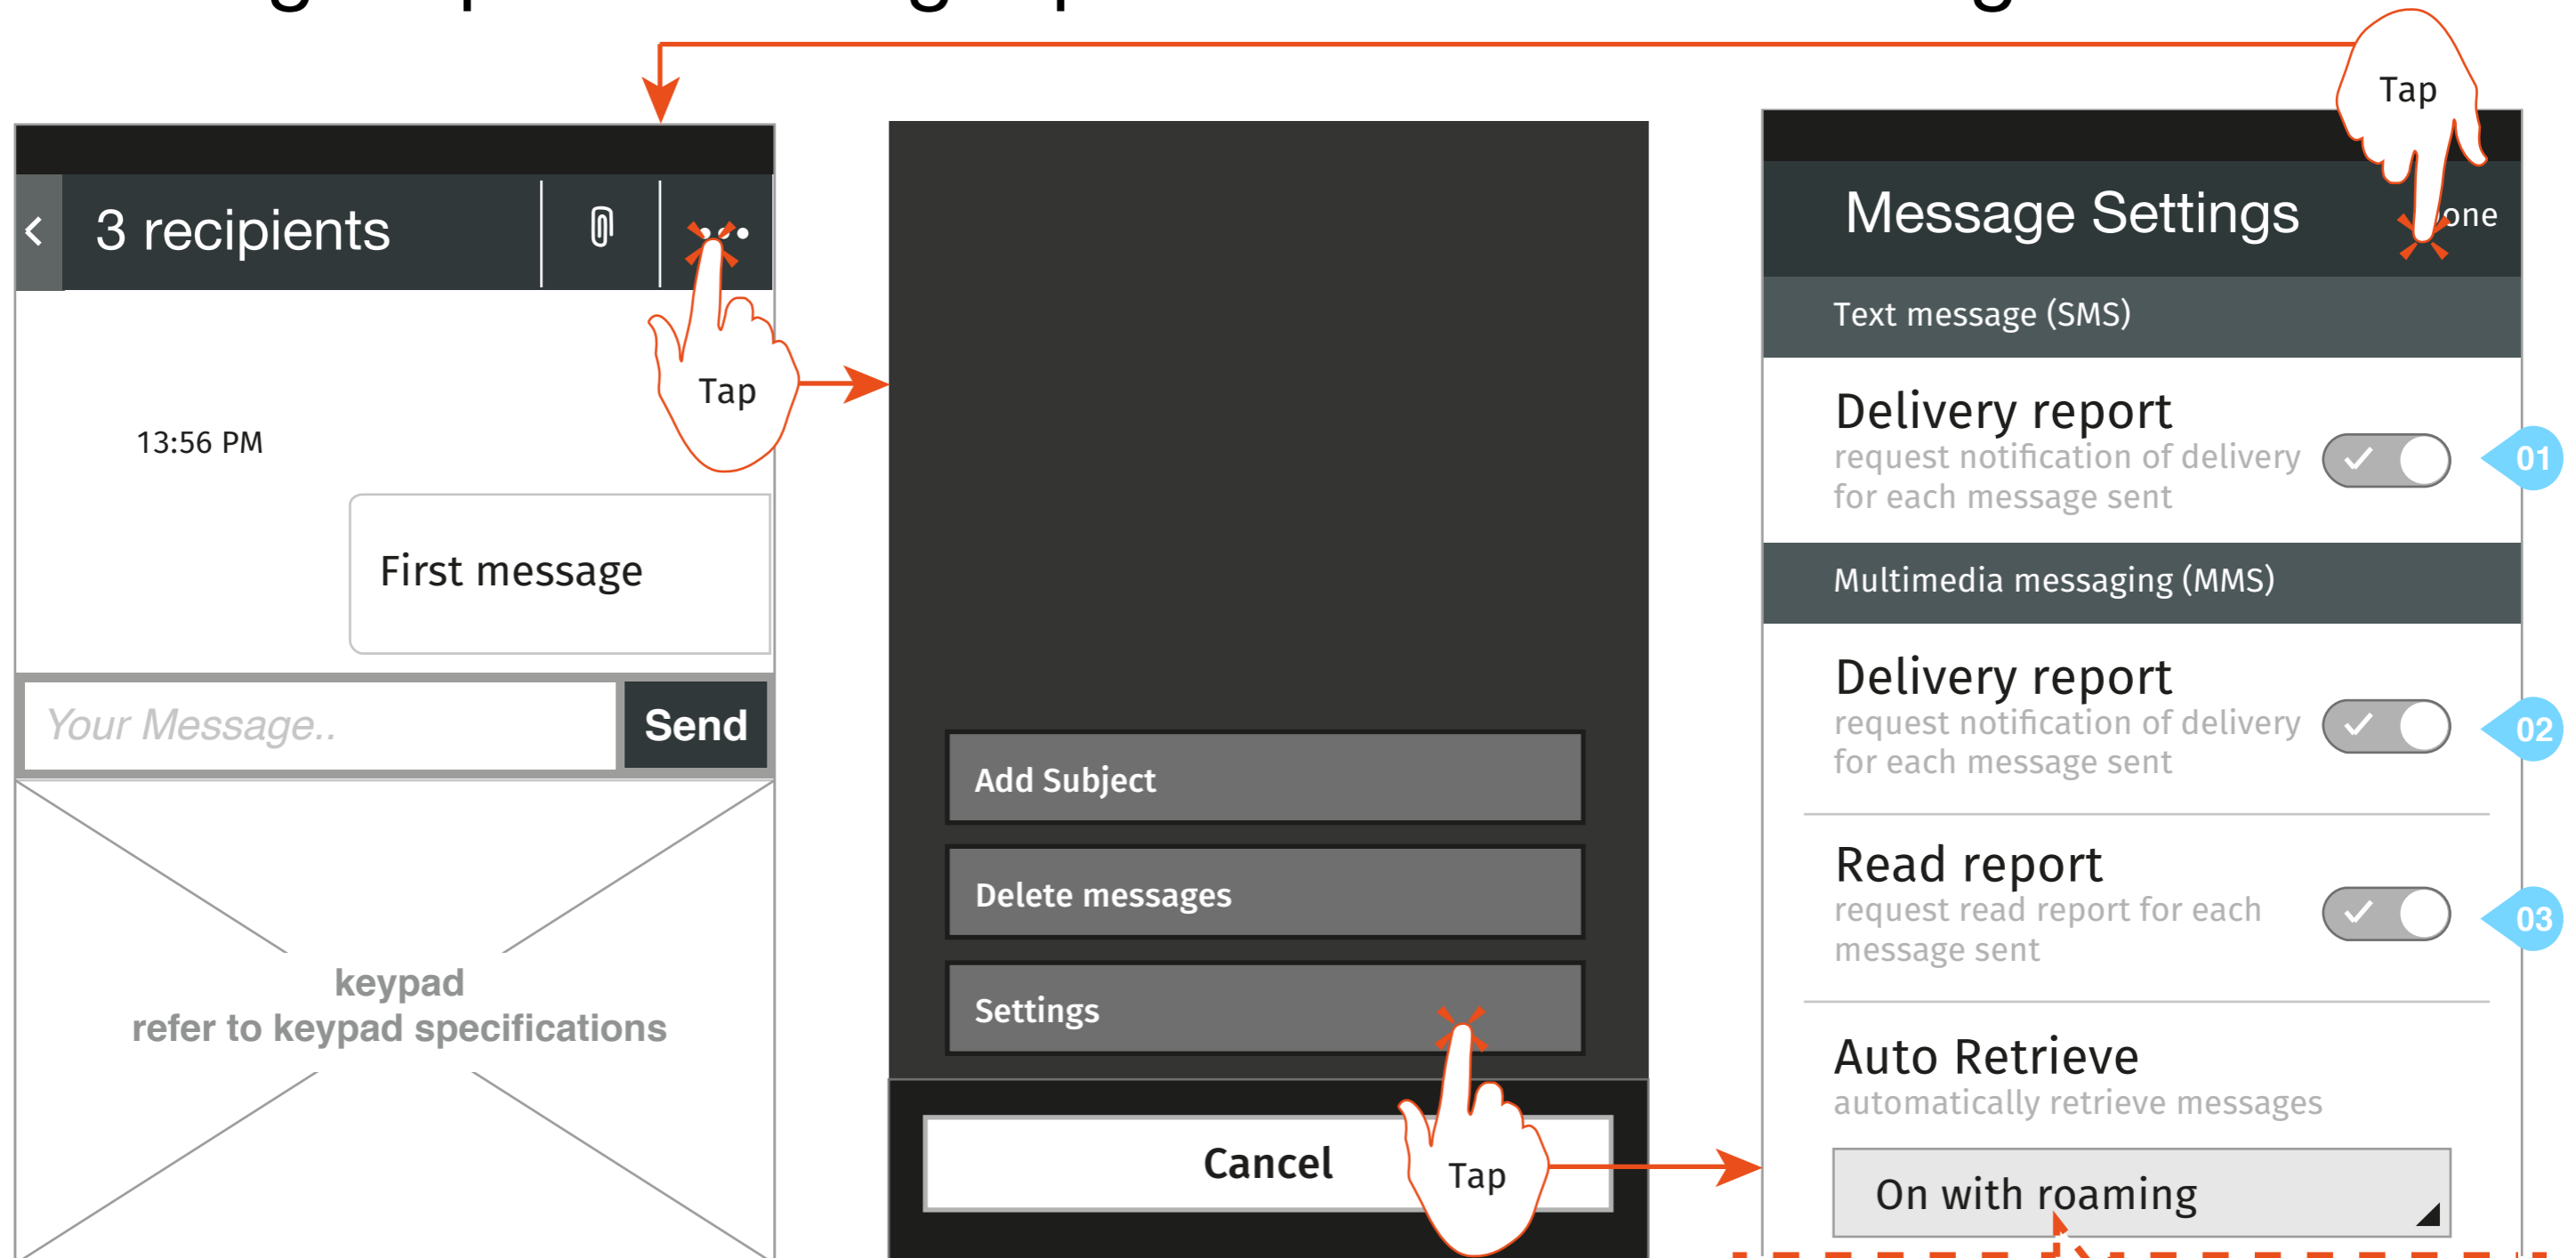 3 recipients
Tap
13:56 PM
First message
Your Message..
Send
keypad
refer to keypad specifications
Add Subject
Delete messages
Settings
Cancel
Tap
Tap
Message Settings
Text message (SMS)
Delivery report
request notification of delivery
for each message sent
01
Multimedia messaging (MMS)
Delivery report
request notification of delivery
for each message sent
02
Read report
request read report for each
message sent
03
Auto Retrieve
automatically retrieve messages
On with roaming